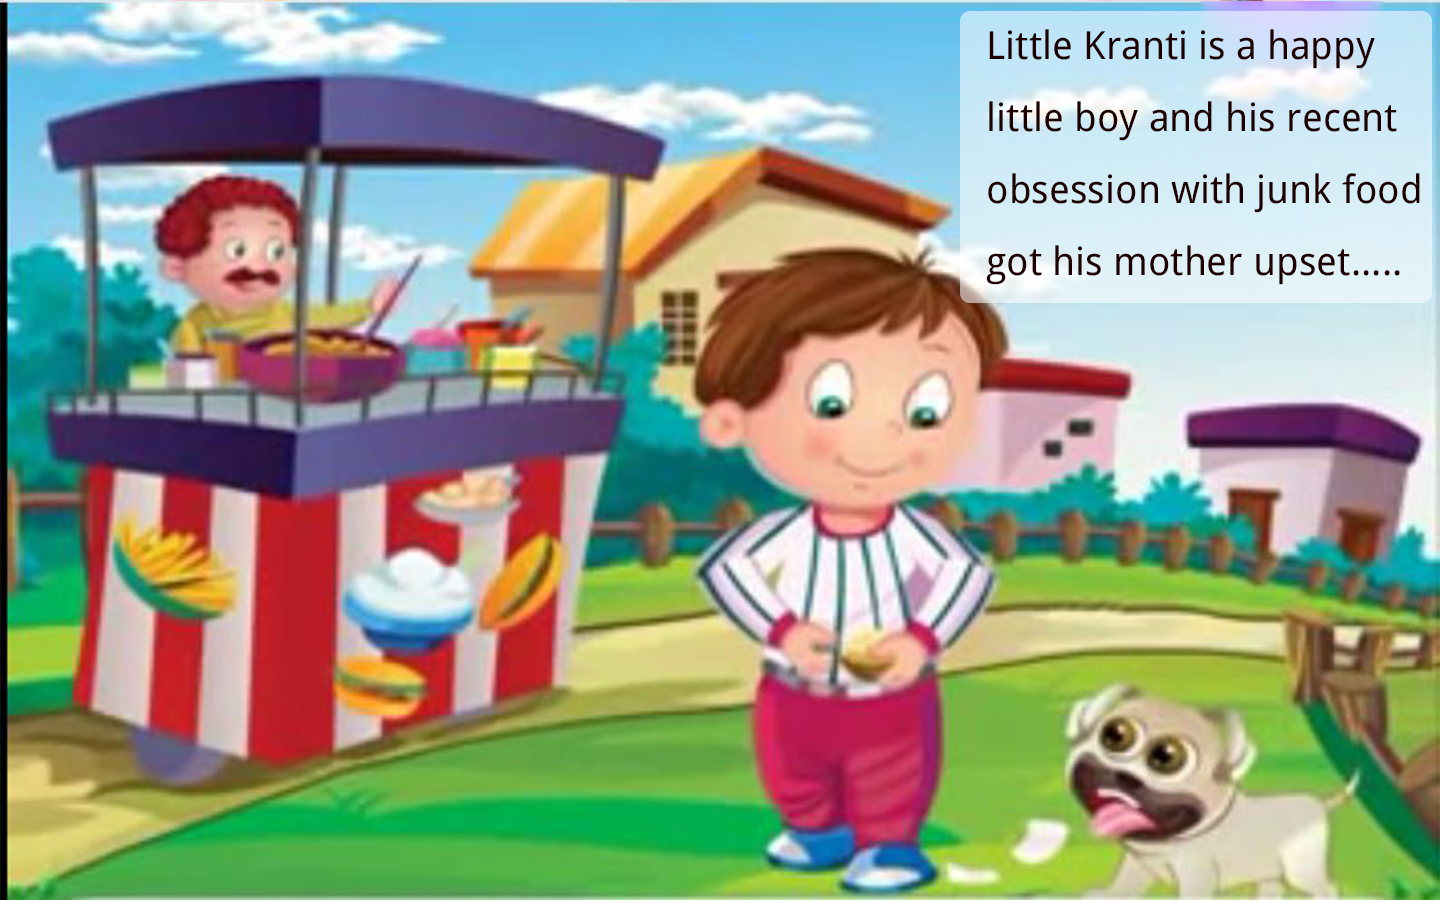 Little Kranti is a happy
little boy and his recent
obsession with junk food
got his mother upset.....